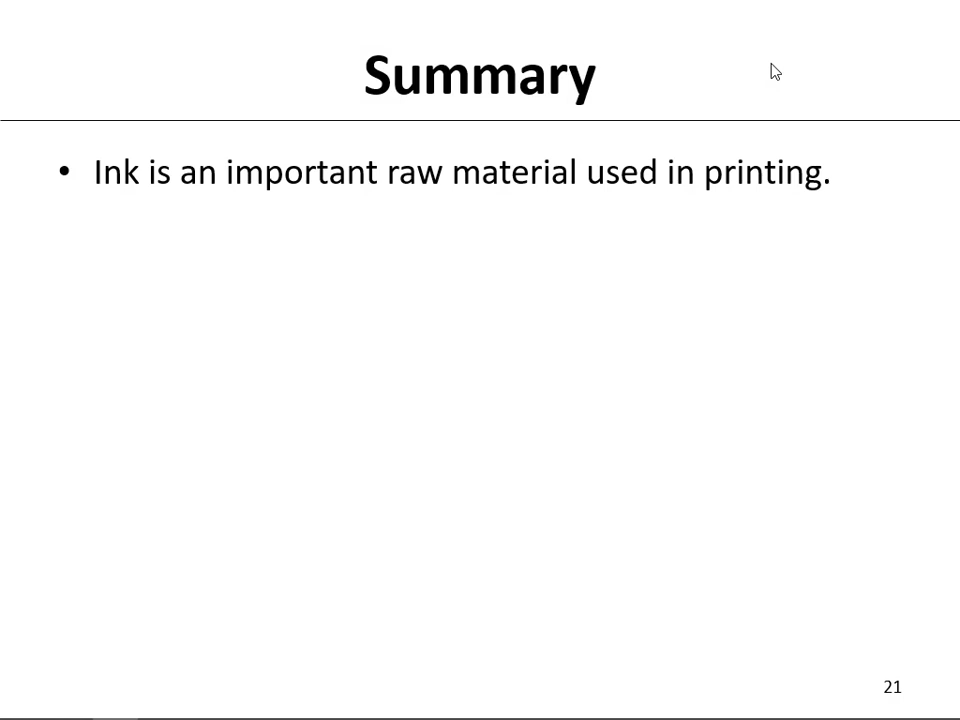 Summary
• Ink is an important raw material used in printing.
21